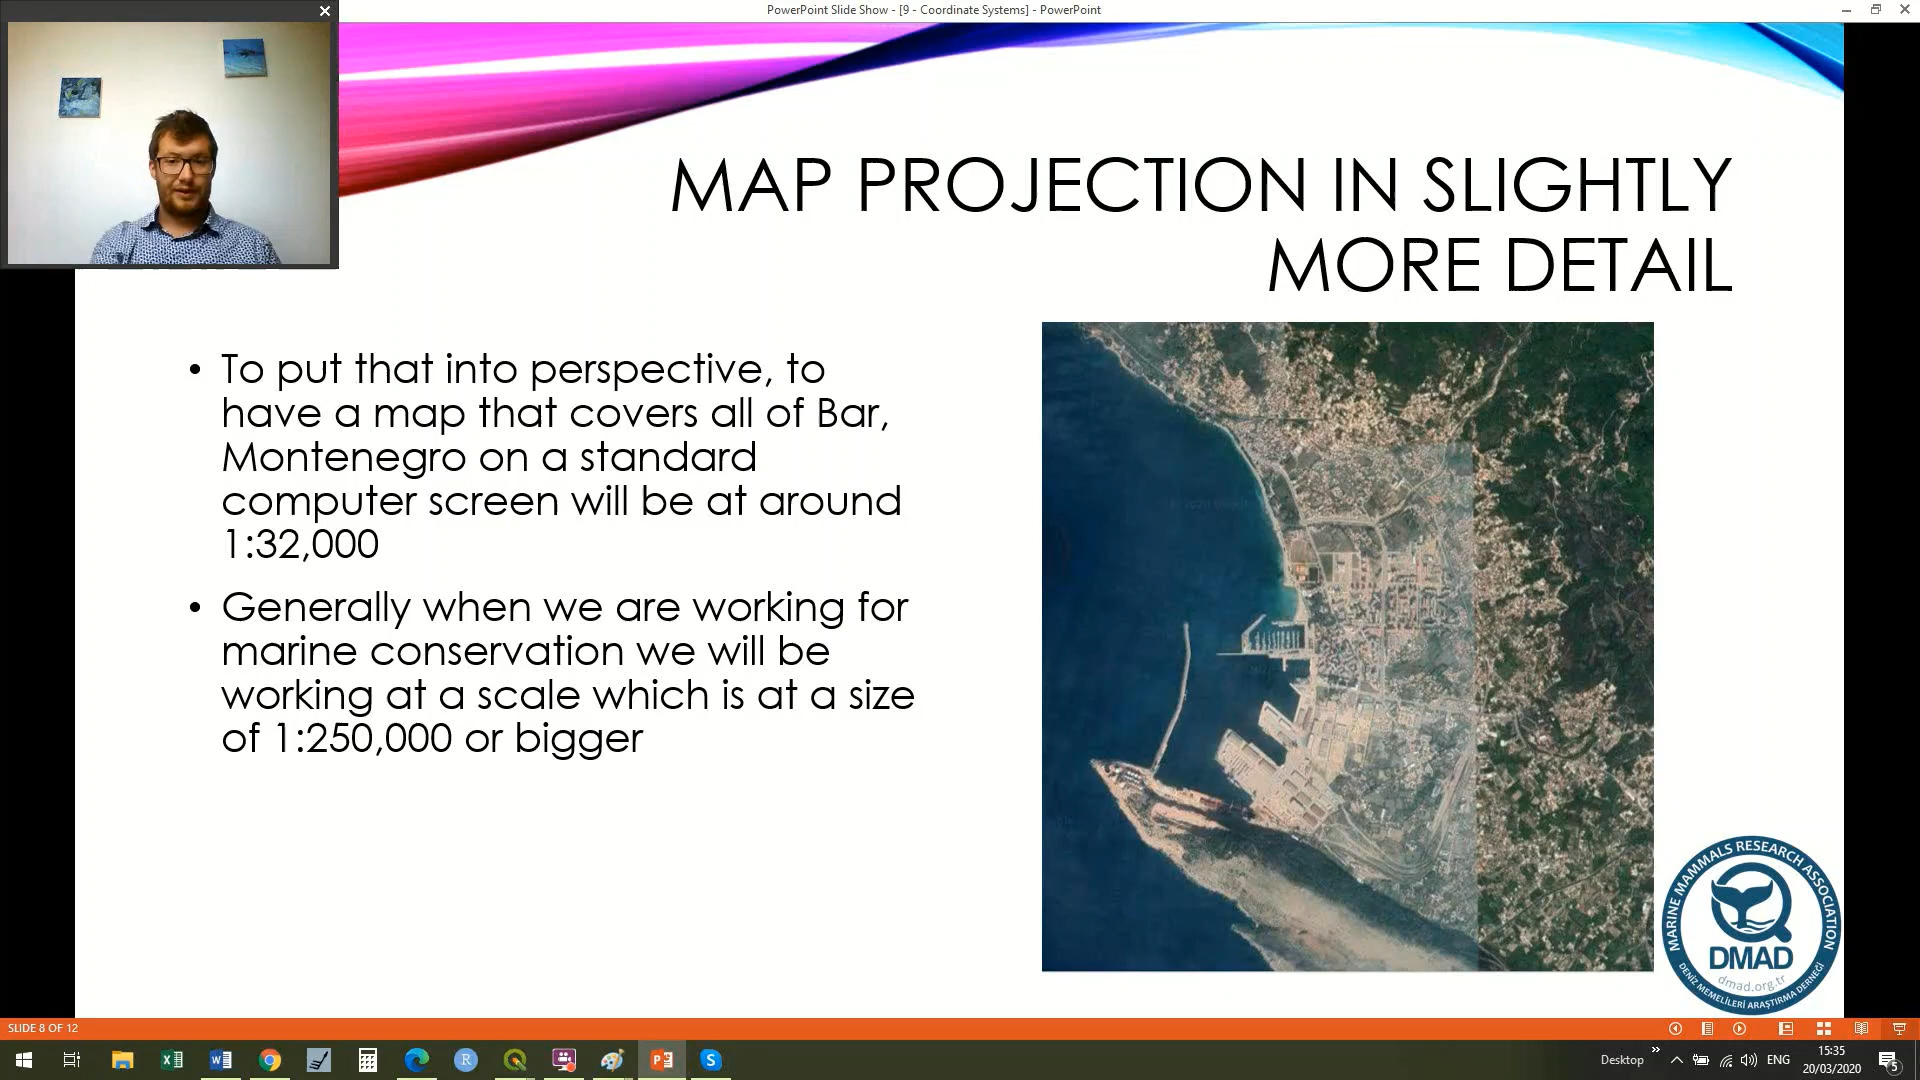 PowerPoint Slide Show - [9 - Coordinate Systems] - PowerPoint
MAP PROJECTION IN SLIGHTLY
MORE DETAIL
• To put that into perspective, to
have a map that covers all of Bar,
Montenegro on a standard
computer screen will be at around
1:32,000
• Generally when we are working for
marine conservation we will be
working at a scale which is at a size
of 1:250,000 or bigger
MARINE MAMMALS RESEARCH ASSOCIATION
DMAD
dmad.org.tr
DENİZ MEMELİLERİ ARAŞTIRMA DERNEĞİ
SLIDE 8 OF 12
Desktop
ENG
15:35
20/03/2020
5